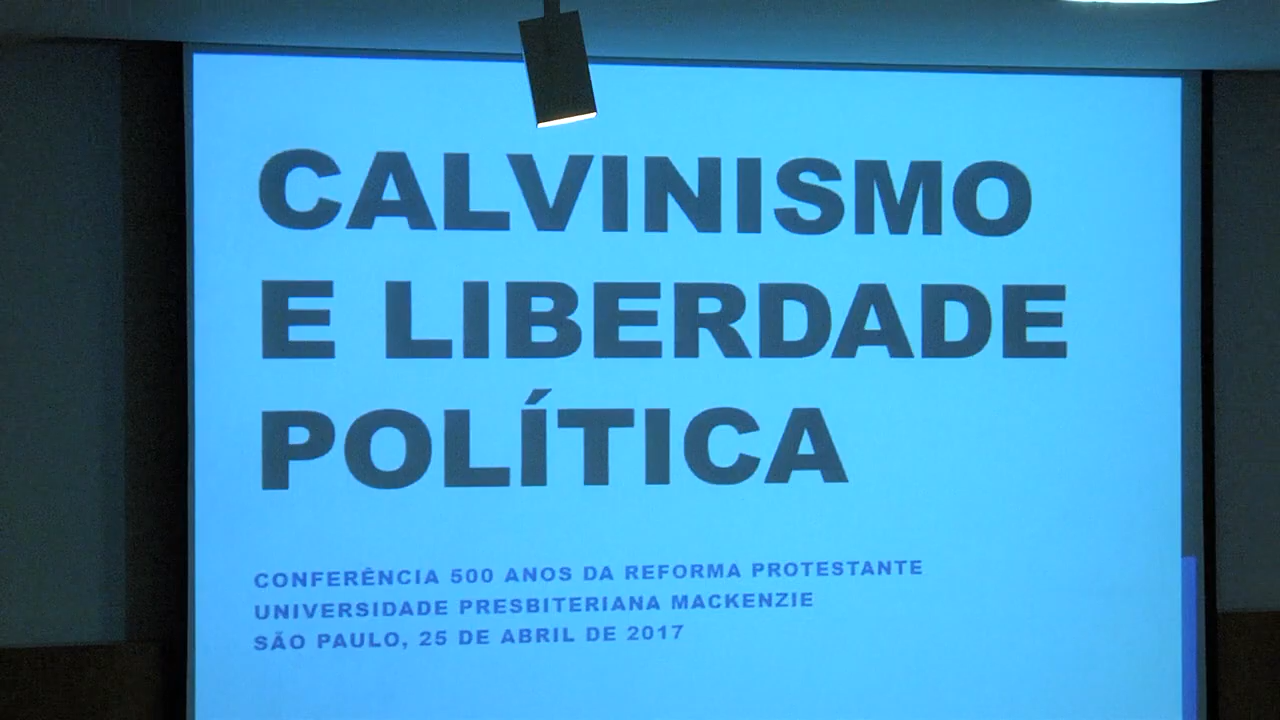 CALVINISMO
E LIBERDADE
POLÍTICA
CONFERÊNCIA 500 ANOS DA REFORMA PROTESTANTE
UNIVERSIDADE PRESBITERIANA MACKENZIE
SÃO PAULO, 25 DE ABRIL DE 2017